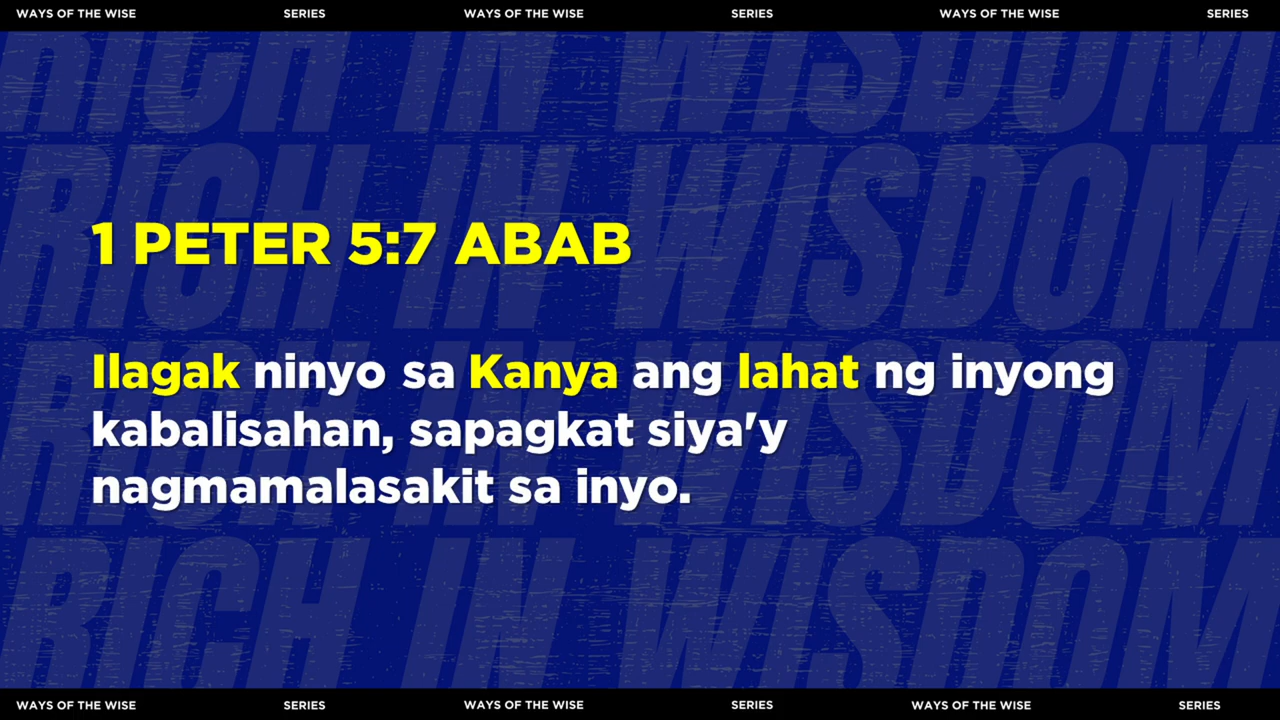 WAYS OF THE WISE SERIES WAYS OF THE WISE SERIES WAYS OF THE WISE SERIES
RICH IN WISDOM
RICH IN WISDOM
1 PETER 5:7 ABAB
RICH IN WISDOM
Ilagak ninyo sa Kanya ang lahat ng inyong
kabalisahan, sapagkat siya'y
nagmamalasakit sa inyo.
RICH IN WISDOM
WAYS OF THE WISE SERIES WAYS OF THE WISE SERIES WAYS OF THE WISE SERIES